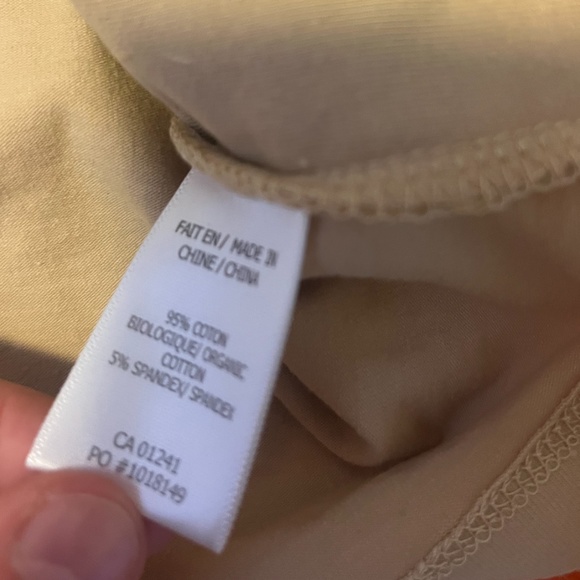 FAIT EN/ MADE IN
CHINE/CHINA
95% COTON
BIOLOGIQUE/ ORGANIC
COTTON
5% SPANDEX/ SPANDEX
CA 01241
PO #1018149